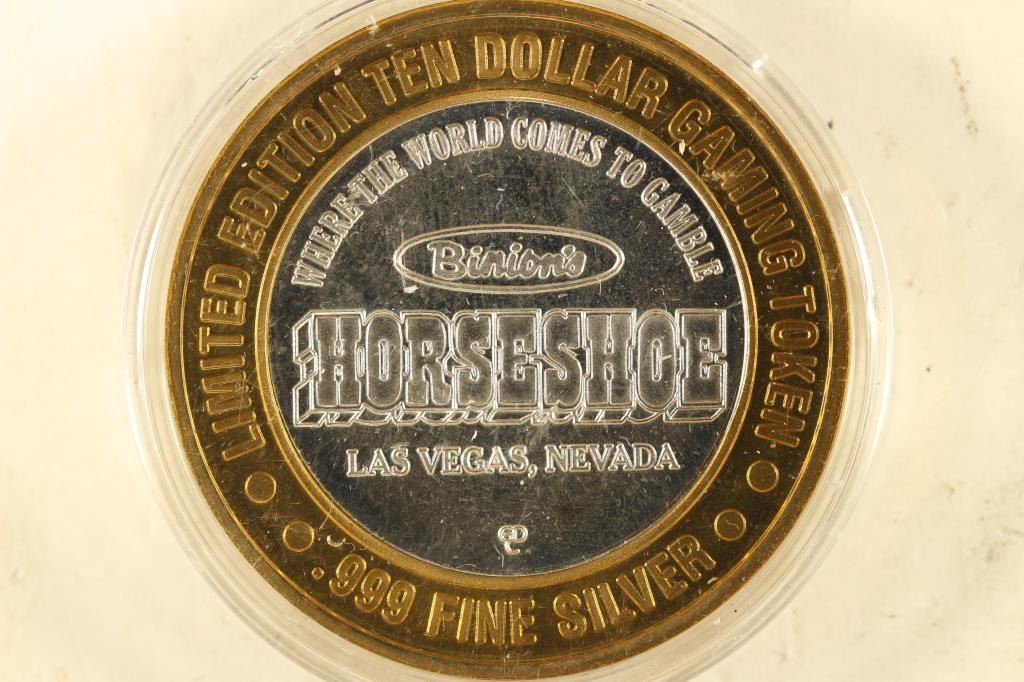 LIMITED EDITION TEN DOLLAR GAMING TOKEN
WHERE THE WORLD COMES TO GAMBLE
Binion's
HORSESHOE
LAS VEGAS, NEVADA
.999 FINE SILVER